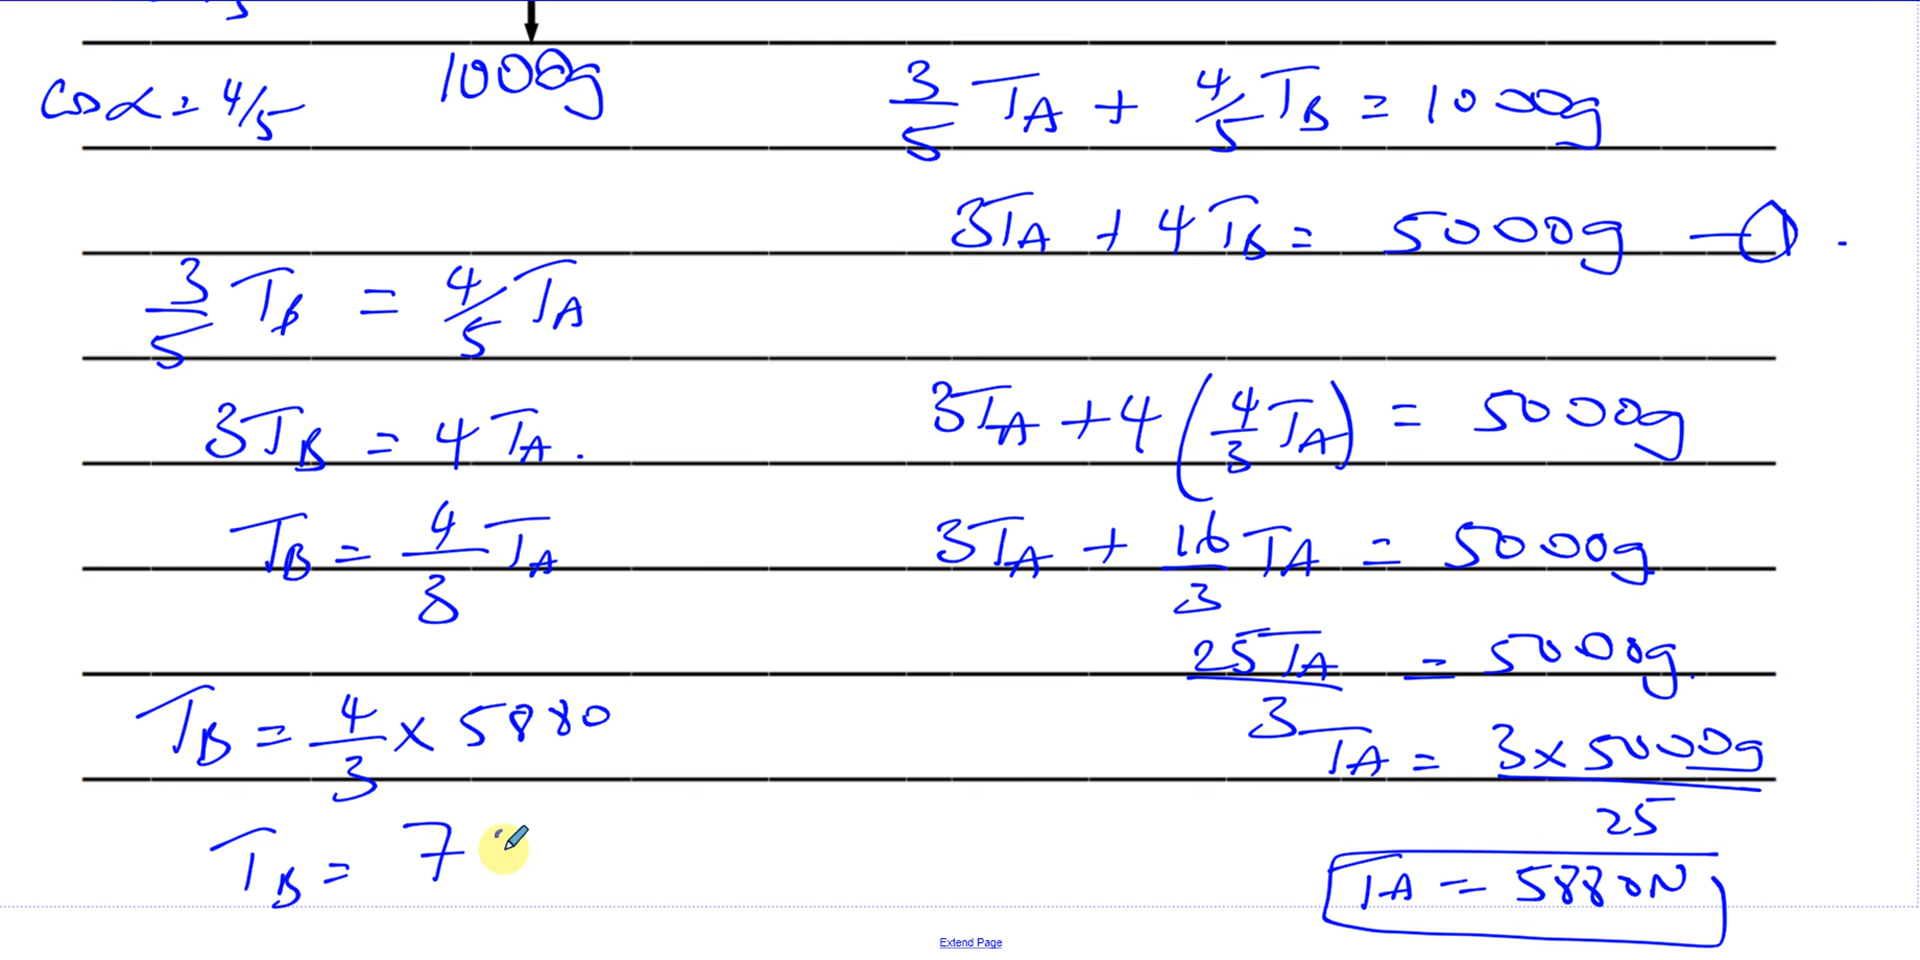 1000g
cos α = 4/5
3/5 TA + 4/5 TB = 1000g
3TA + 4TB = 5000g — ①.
3/5 TB = 4/5 TA
3TB = 4TA.
TB = 4/3 TA
3TA + 4(4/3 TA) = 5000g
3TA + 16/3 TA = 5000g
25TA/3 = 5000g.
TA = 3×5000g/25
TA = 5880N
TB = 4/3 × 5880
TB = 7
Extend Page